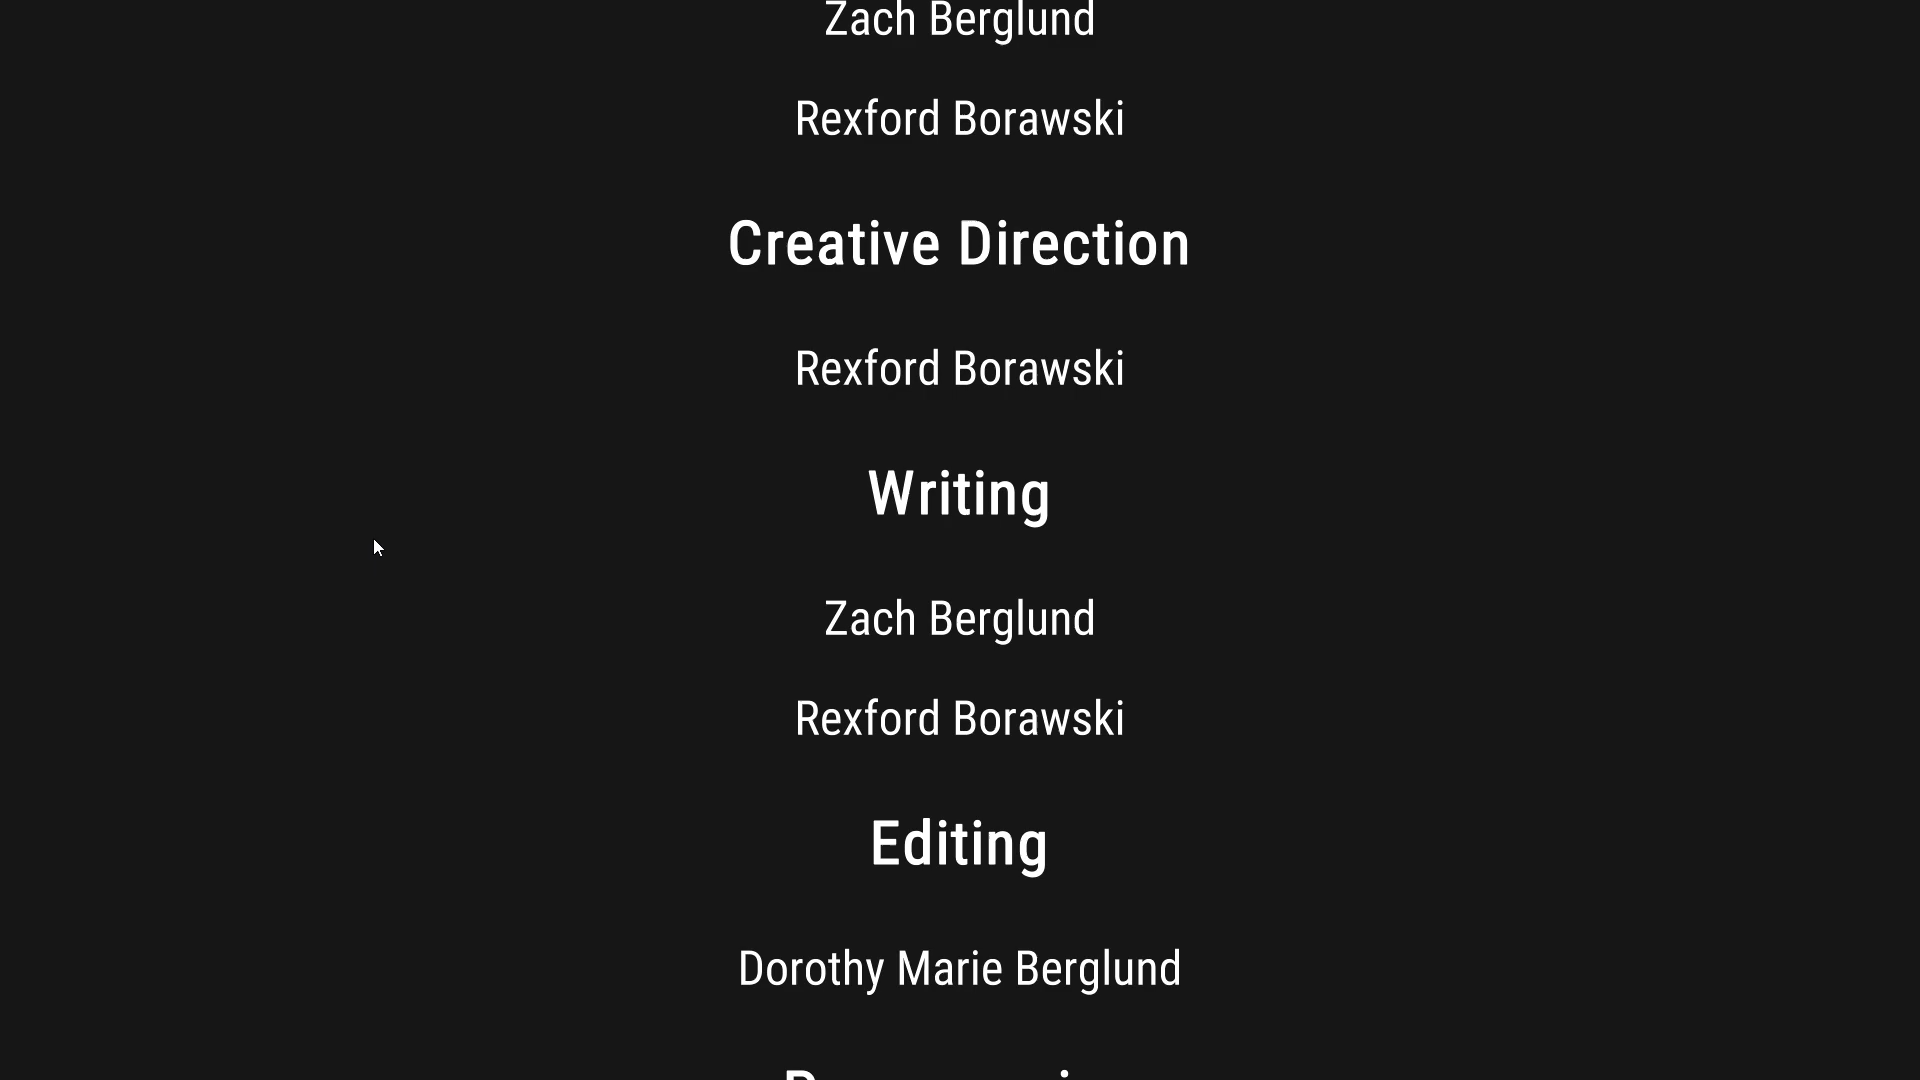 Zach Berglund
Rexford Borawski
Creative Direction
Rexford Borawski
Writing
Zach Berglund
Rexford Borawski
Editing
Dorothy Marie Berglund